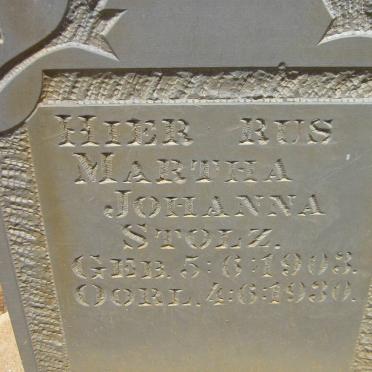 HIER RUS
MARTHA
JOHANNA
STOLZ.
GEB. 5:6:1903.
OORL. 4:6:1930.